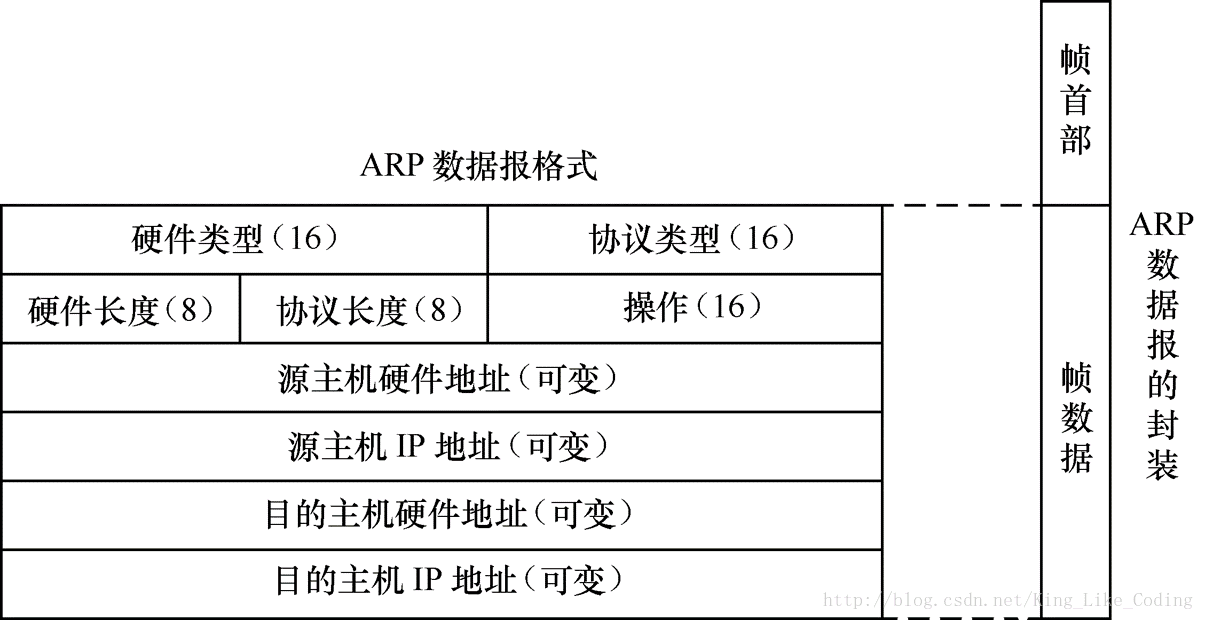 帧首部
ARP 数据报格式
硬件类型（16）
协议类型（16）
硬件长度（8）
协议长度（8）
操作（16）
源主机硬件地址（可变）
源主机 IP 地址（可变）
目的主机硬件地址（可变）
目的主机 IP 地址（可变）
帧数据
ARP 数据报的封装
http://blog.csdn.net/King_Like_Coding